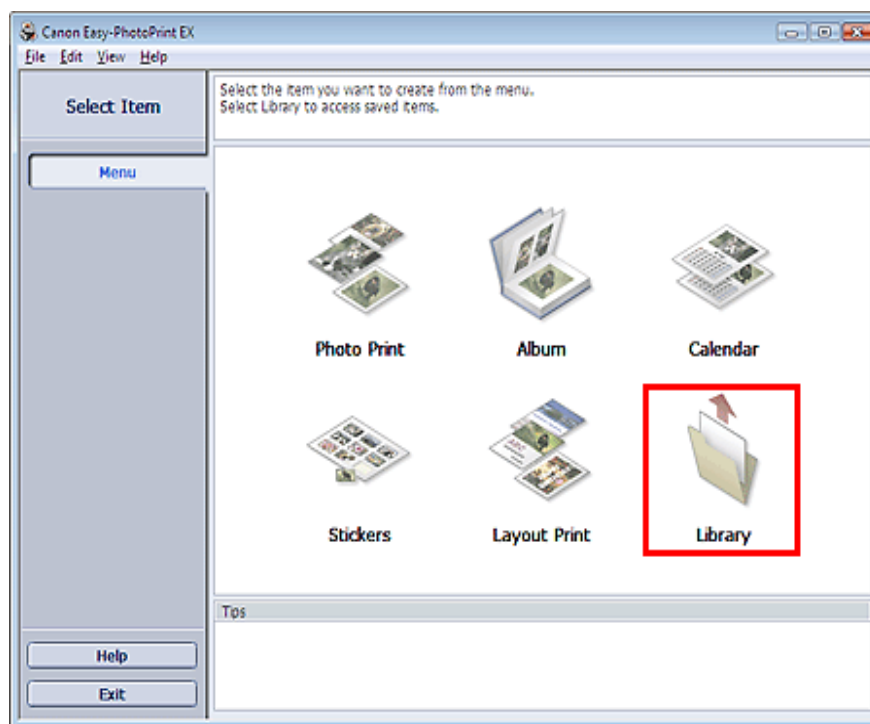 Canon Easy-PhotoPrint EX
File Edit View Help
Select Item
Select the item you want to create from the menu.
Select Library to access saved items.
Menu
Photo Print
Album
Calendar
Stickers
Layout Print
Library
Tips
Help
Exit